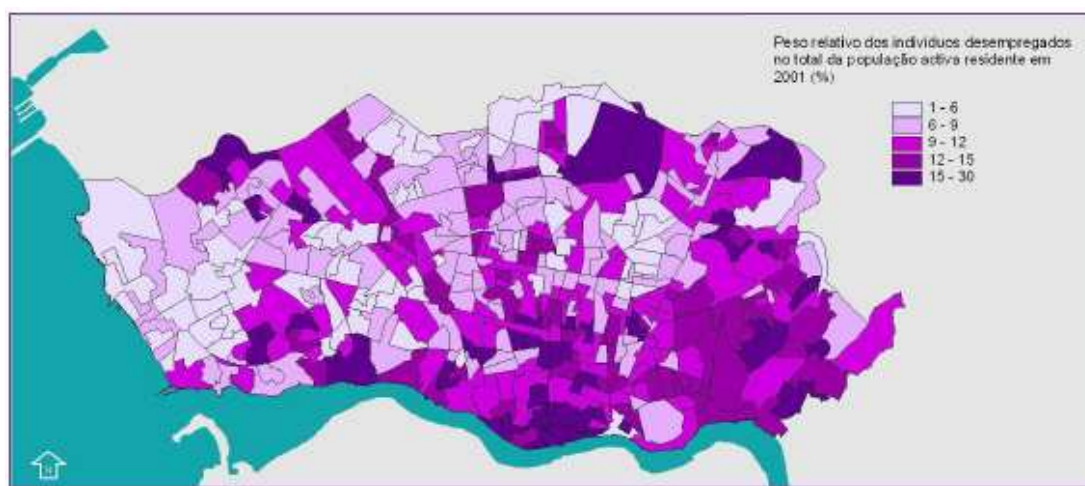 Peso relativo dos indivíduos desempregados
no total da população activa residente em
2001 (%)
1 - 6
6 - 9
9 - 12
12 - 15
15 - 30
N